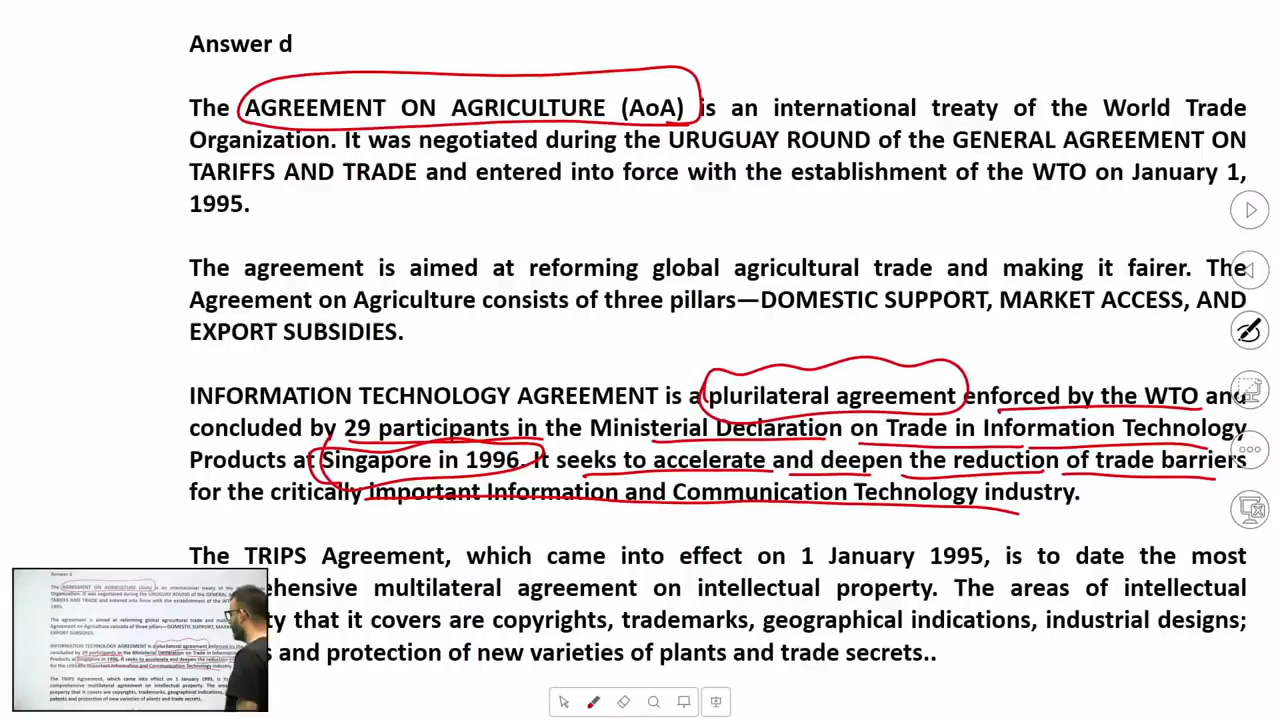 Answer d
The AGREEMENT ON AGRICULTURE (AoA) is an international treaty of the World Trade
Organization. It was negotiated during the URUGUAY ROUND of the GENERAL AGREEMENT ON
TARIFFS AND TRADE and entered into force with the establishment of the WTO on January 1,
1995.
The agreement is aimed at reforming global agricultural trade and making it fairer. The
Agreement on Agriculture consists of three pillars—DOMESTIC SUPPORT, MARKET ACCESS, AND
EXPORT SUBSIDIES.
INFORMATION TECHNOLOGY AGREEMENT is a plurilateral agreement enforced by the WTO and
concluded by 29 participants in the Ministerial Declaration on Trade in Information Technology
Products at Singapore in 1996. It seeks to accelerate and deepen the reduction of trade barriers
for the critically important Information and Communication Technology industry.
The TRIPS Agreement, which came into effect on 1 January 1995, is to date the most
hensive multilateral agreement on intellectual property. The areas of intellectual
ty that it covers are copyrights, trademarks, geographical indications, industrial designs;
s and protection of new varieties of plants and trade secrets..